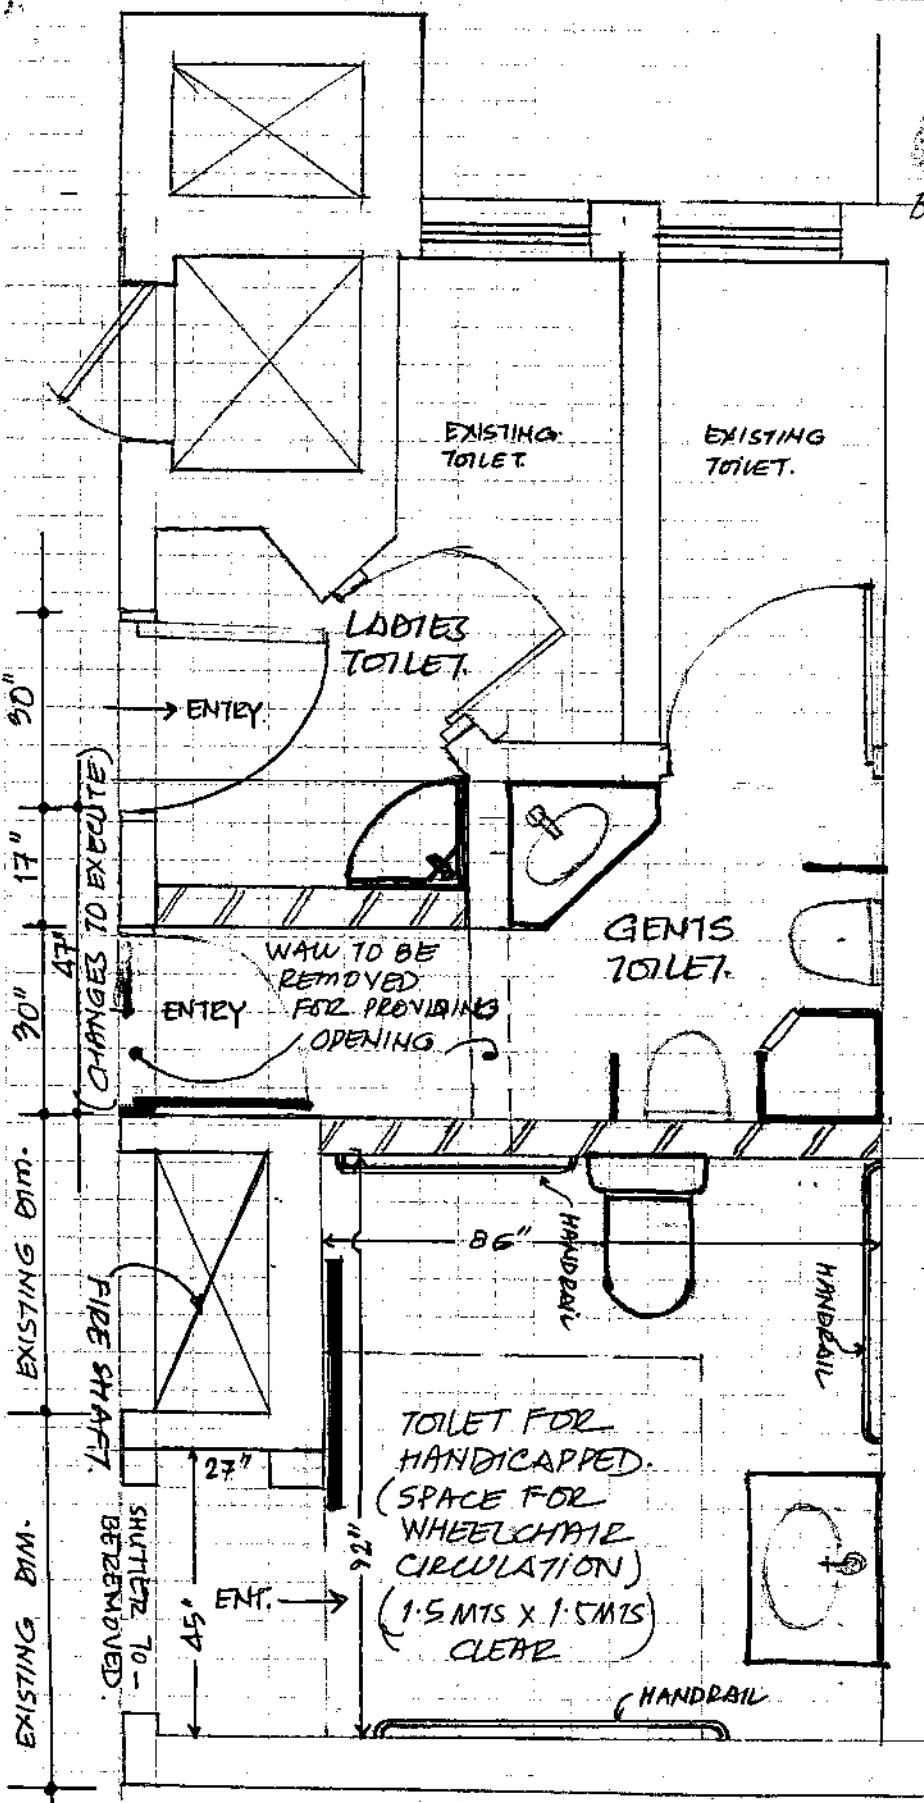 B
EXISTING
TOILET.
EXISTING
TOILET.
LADIES
TOILET.
ENTRY
30"
17"
47"
30"
(CHANGES TO EXECUTE)
GENTS
TOILET.
WALL TO BE
REMOVED
FOR PROVIDING
OPENING
ENTRY
EXISTING DIM.
FIRE SHAFT.
86"
HANDRAIL
HANDRAIL
TOILET FOR
HANDICAPPED.
(SPACE FOR
WHEELCHAIR
CIRCULATION)
(1.5 MTS X 1.5 MTS)
CLEAR
27"
45"
ENT.
SHUTTER TO-
BE REMOVED.
EXISTING DIM.
HANDRAIL